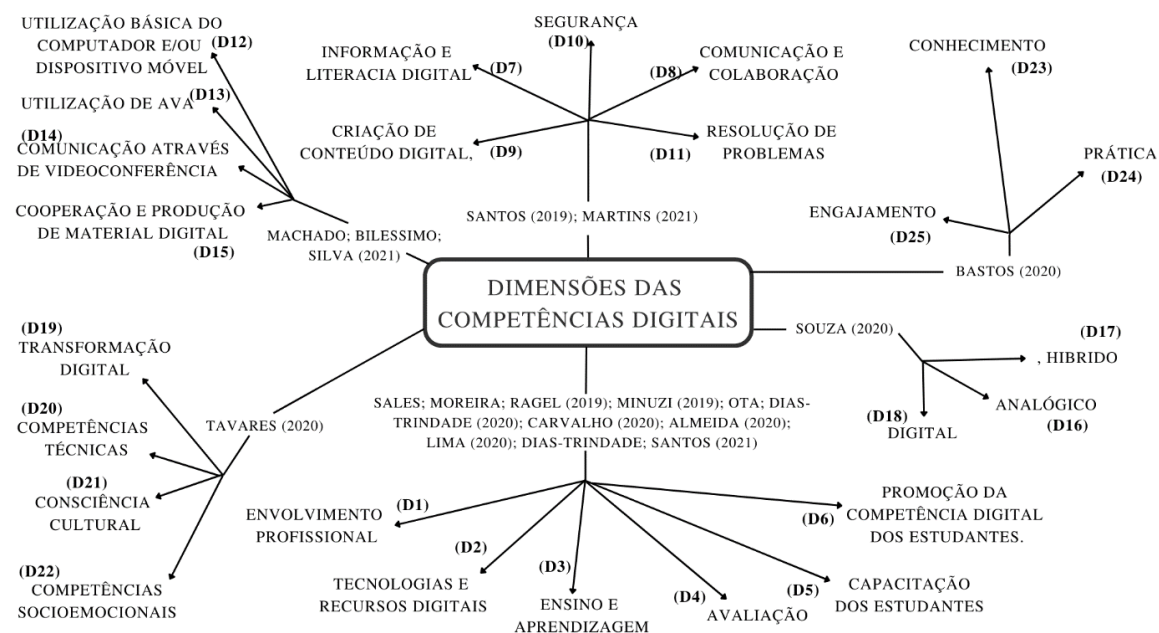 UTILIZAÇÃO BÁSICA DO
COMPUTADOR E/OU (D12)
DISPOSITIVO MÓVEL
UTILIZAÇÃO DE AVA (D13)
(D14)
COMUNICAÇÃO ATRAVÉS
DE VIDEOCONFERÊNCIA
COOPERAÇÃO E PRODUÇÃO
DE MATERIAL DIGITAL
(D15)
MACHADO; BILESSIMO;
SILVA (2021)
SEGURANÇA
(D10)
INFORMAÇÃO E
LITERACIA DIGITAL
(D7)
COMUNICAÇÃO E
COLABORAÇÃO
(D8)
CRIAÇÃO DE
CONTEÚDO DIGITAL,
(D9)
RESOLUÇÃO DE
PROBLEMAS
(D11)
SANTOS (2019); MARTINS (2021)
CONHECIMENTO
(D23)
PRÁTICA
(D24)
ENGAJAMENTO
(D25)
BASTOS (2020)
DIMENSÕES DAS
COMPETÊNCIAS DIGITAIS
SOUZA (2020)
(D17)
, HIBRIDO
ANALÓGICO
(D16)
(D18)
DIGITAL
(D19)
TRANSFORMAÇÃO
DIGITAL
(D20)
COMPETÊNCIAS
TÉCNICAS
(D21)
CONSCIÊNCIA
CULTURAL
(D22)
COMPETÊNCIAS
SOCIOEMOCIONAIS
TAVARES (2020)
SALES; MOREIRA; RAGEL (2019); MINUZI (2019); OTA; DIAS-
TRINDADE (2020); CARVALHO (2020); ALMEIDA (2020);
LIMA (2020); DIAS-TRINDADE; SANTOS (2021)
(D1)
ENVOLVIMENTO
PROFISSIONAL
(D2)
TECNOLOGIAS E
RECURSOS DIGITAIS
(D3)
ENSINO E
APRENDIZAGEM
(D4)
AVALIAÇÃO
(D5)
CAPACITAÇÃO
DOS ESTUDANTES
(D6)
PROMOÇÃO DA
COMPETÊNCIA DIGITAL
DOS ESTUDANTES.